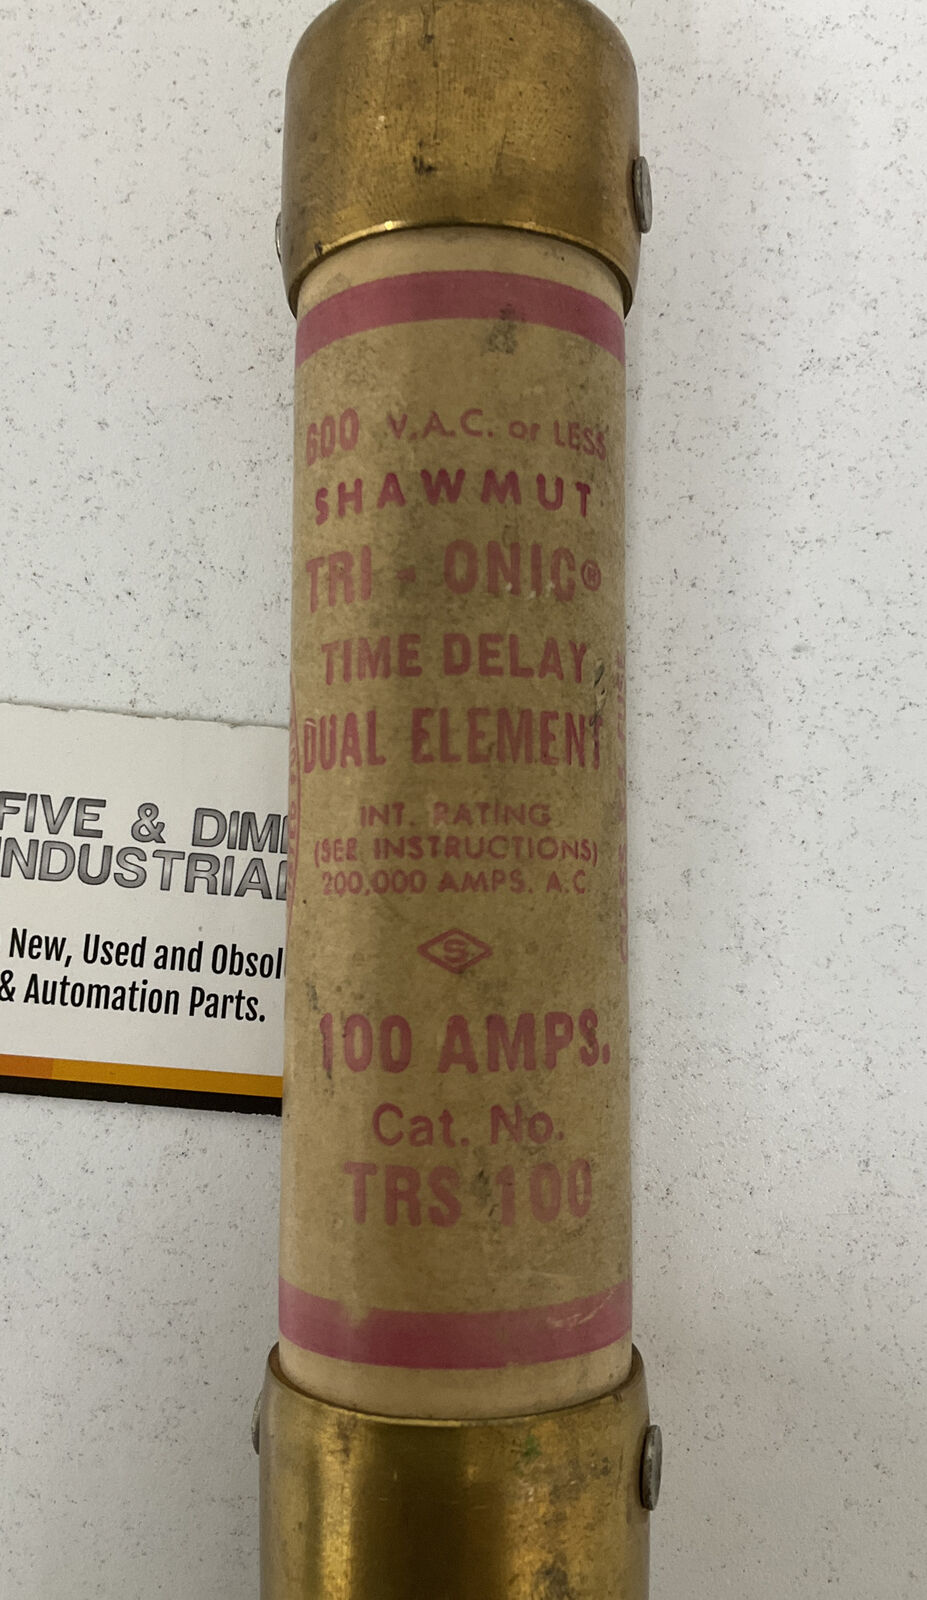 600 V.A.C. or LESS
SHAWMUT
TRI - ONIC®
TIME DELAY
DUAL ELEMENT
INT. RATING
(SEE INSTRUCTIONS)
200,000 AMPS. A.C.
S
100 AMPS.
Cat. No.
TRS 100
FIVE & DIM
INDUSTRIAL
New, Used and Obsol
& Automation Parts.